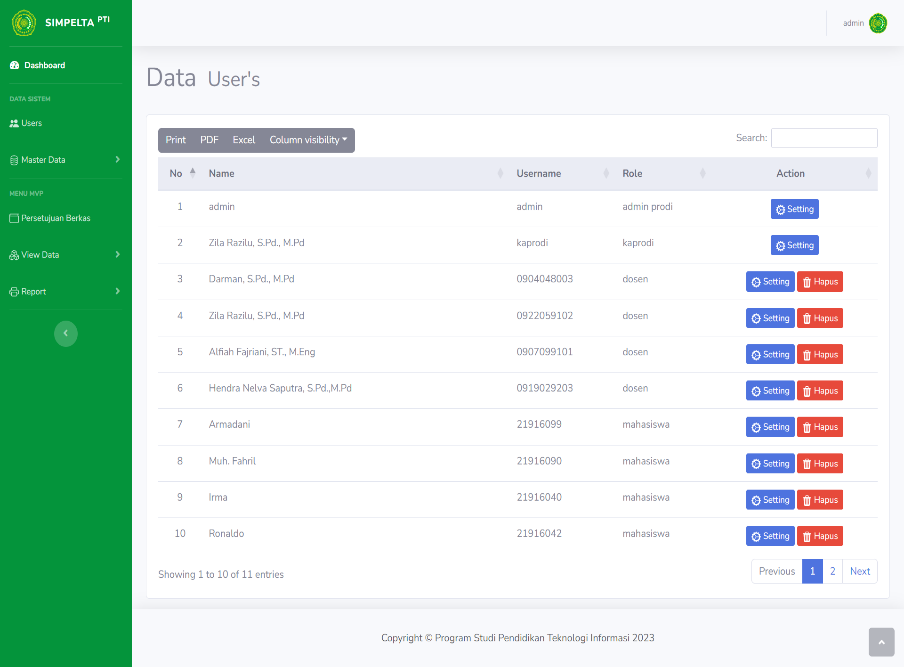 SIMPELTA PTI
admin
Dashboard
DATA SISTEM
Users
Master Data
MENU MVP
Persetujuan Berkas
View Data
Report
Data User's
Print PDF Excel Column visibility
Search:
No Name Username Role Action
1 admin admin admin prodi Setting
2 Zila Razilu, S.Pd., M.Pd kaprodi kaprodi Setting
3 Darman, S.Pd., M.Pd 0904048003 dosen Setting Hapus
4 Zila Razilu, S.Pd., M.Pd 0922059102 dosen Setting Hapus
5 Alfiah Fajriani, ST., M.Eng 0907099101 dosen Setting Hapus
6 Hendra Nelva Saputra, S.Pd.,M.Pd 0919029203 dosen Setting Hapus
7 Armadani 21916099 mahasiswa Setting Hapus
8 Muh. Fahril 21916090 mahasiswa Setting Hapus
9 Irma 21916040 mahasiswa Setting Hapus
10 Ronaldo 21916042 mahasiswa Setting Hapus
Showing 1 to 10 of 11 entries
Previous 1 2 Next
Copyright © Program Studi Pendidikan Teknologi Informasi 2023